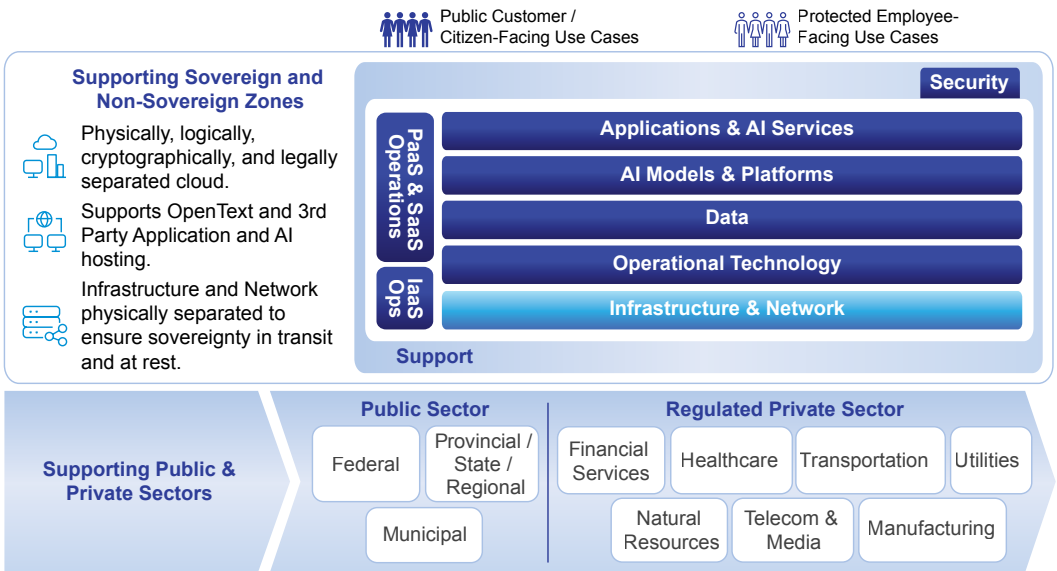 Public Customer /
Citizen-Facing Use Cases
Protected Employee-
Facing Use Cases
Supporting Sovereign and
Non-Sovereign Zones
Physically, logically,
cryptographically, and legally
separated cloud.
Supports OpenText and 3rd
Party Application and AI
hosting.
Infrastructure and Network
physically separated to
ensure sovereignty in transit
and at rest.
Security
PaaS & SaaS
Operations
IaaS
Ops
Applications & AI Services
AI Models & Platforms
Data
Operational Technology
Infrastructure & Network
Support
Supporting Public &
Private Sectors
Public Sector
Federal
Provincial /
State /
Regional
Municipal
Regulated Private Sector
Financial
Services
Healthcare
Transportation
Utilities
Natural
Resources
Telecom &
Media
Manufacturing